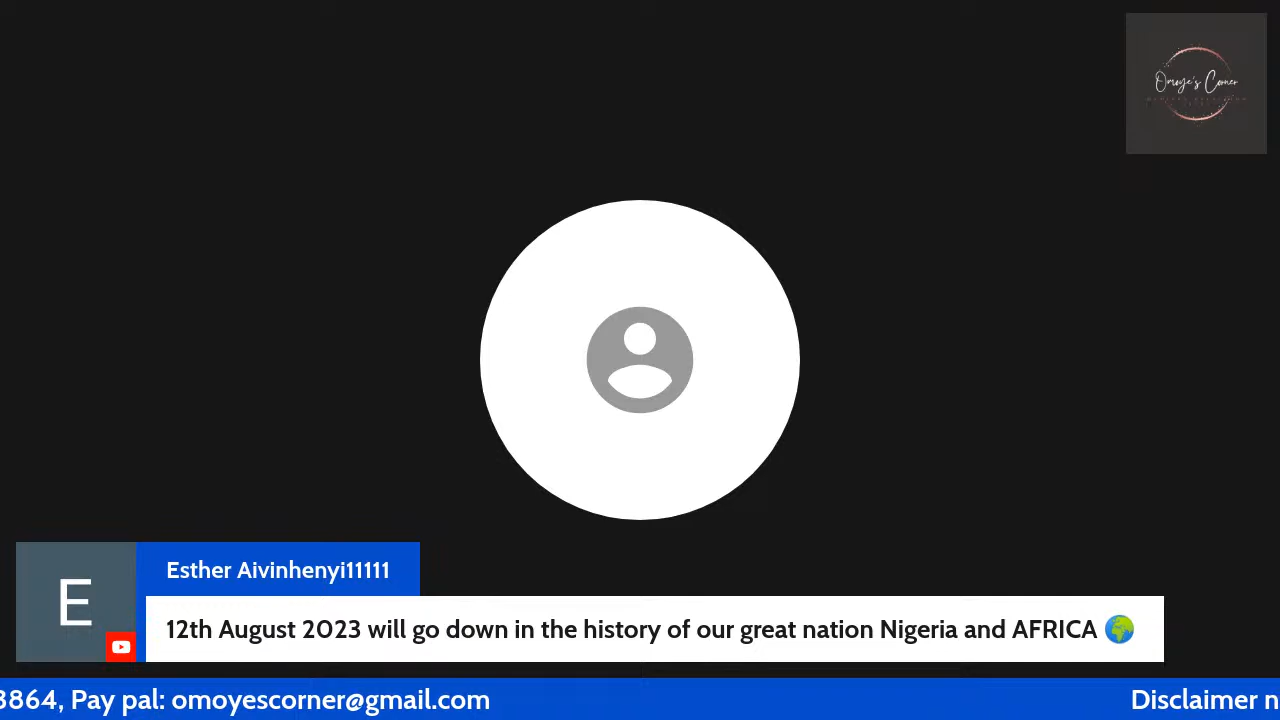 Omoye's Corner
E
Esther Aivinhenyi11111
12th August 2023 will go down in the history of our great nation Nigeria and AFRICA 🌍
3864, Pay pal: omoyescorner@gmail.com
Disclaimer n